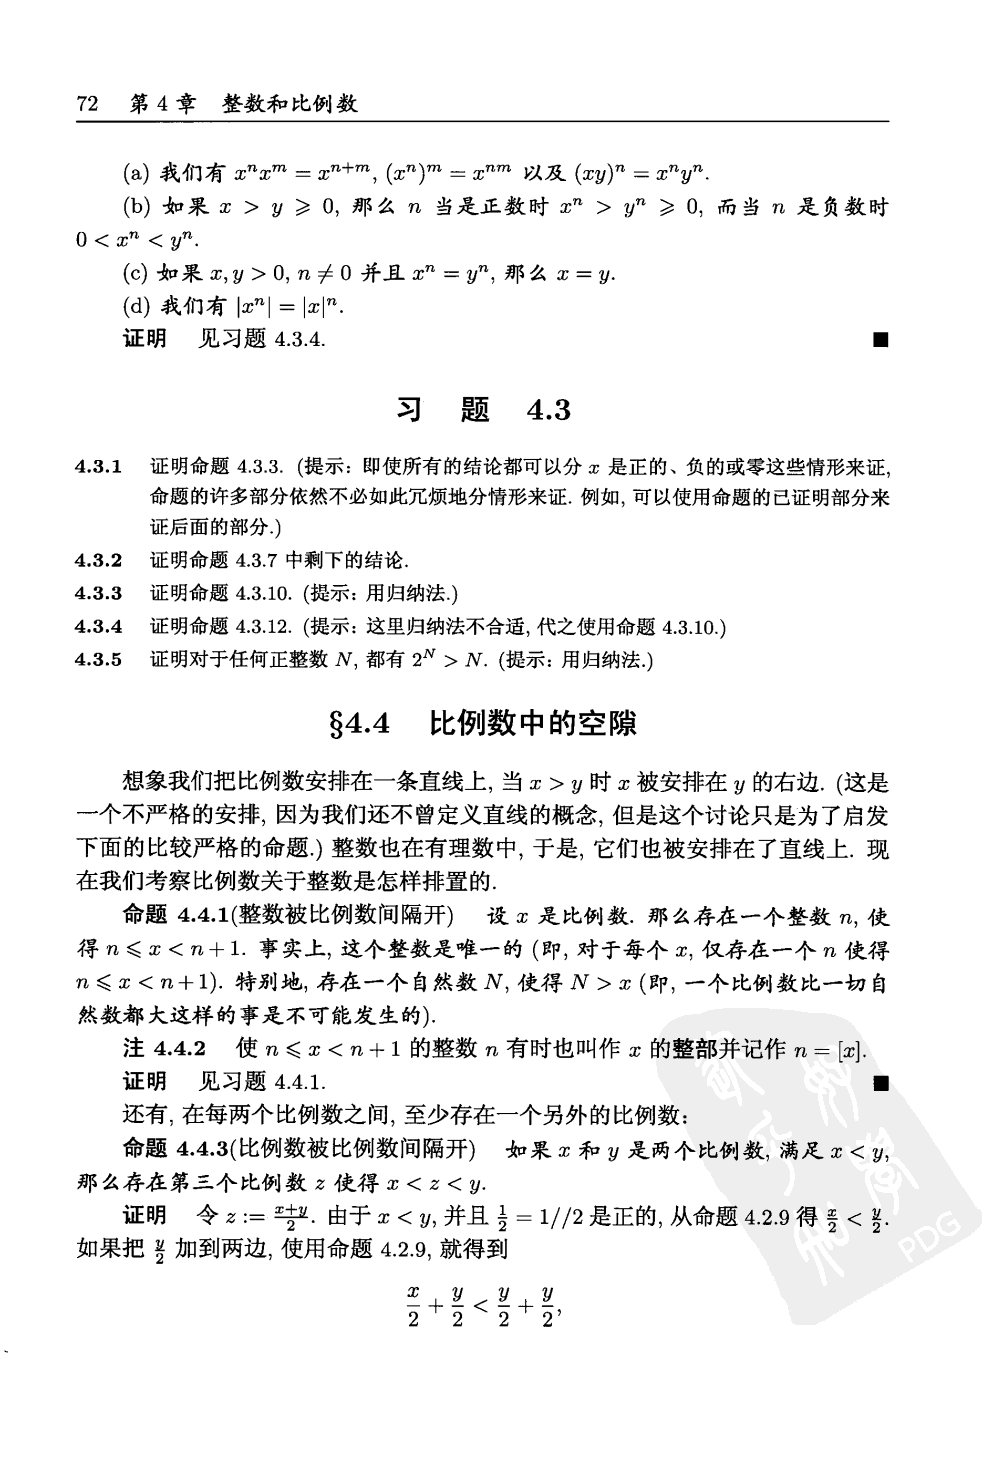 72 第 4 章 整数和比例数
(a) 我们有 xⁿxᵐ = xⁿ⁺ᵐ, (xⁿ)ᵐ = xⁿᵐ 以及 (xy)ⁿ = xⁿyⁿ.
(b) 如果 x > y ⩾ 0, 那么 n 当是正数时 xⁿ > yⁿ ⩾ 0, 而当 n 是负数时
0 < xⁿ < yⁿ.
(c) 如果 x, y > 0, n ≠ 0 并且 xⁿ = yⁿ, 那么 x = y.
(d) 我们有 |xⁿ| = |x|ⁿ.
证明 见习题 4.3.4. ■
习 题 4.3
4.3.1 证明命题 4.3.3. (提示: 即使所有的结论都可以分 x 是正的、负的或零这些情形来证,
命题的许多部分依然不必如此冗烦地分情形来证. 例如, 可以使用命题的已证明部分来
证后面的部分.)
4.3.2 证明命题 4.3.7 中剩下的结论.
4.3.3 证明命题 4.3.10. (提示: 用归纳法.)
4.3.4 证明命题 4.3.12. (提示: 这里归纳法不合适, 代之使用命题 4.3.10.)
4.3.5 证明对于任何正整数 N, 都有 2ᴺ > N. (提示: 用归纳法.)
§4.4 比例数中的空隙
想象我们把比例数安排在一条直线上, 当 x > y 时 x 被安排在 y 的右边. (这是
一个不严格的安排, 因为我们还不曾定义直线的概念, 但是这个讨论只是为了启发
下面的比较严格的命题.) 整数也在有理数中, 于是, 它们也被安排在了直线上. 现
在我们考察比例数关于整数是怎样排置的.
命题 4.4.1(整数被比例数间隔开) 设 x 是比例数. 那么存在一个整数 n, 使
得 n ⩽ x < n + 1. 事实上, 这个整数是唯一的 (即, 对于每个 x, 仅存在一个 n 使得
n ⩽ x < n+1). 特别地, 存在一个自然数 N, 使得 N > x (即, 一个比例数比一切自
然数都大这样的事是不可能发生的).
注 4.4.2 使 n ⩽ x < n + 1 的整数 n 有时也叫作 x 的整部并记作 n = [x].
证明 见习题 4.4.1. ■
还有, 在每两个比例数之间, 至少存在一个另外的比例数:
命题 4.4.3(比例数被比例数间隔开) 如果 x 和 y 是两个比例数, 满足 x < y,
那么存在第三个比例数 z 使得 x < z < y.
证明 令 z := (x+y)/2. 由于 x < y, 并且 1/2 = 1//2 是正的, 从命题 4.2.9 得 x/2 < y/2.
如果把 y/2 加到两边, 使用命题 4.2.9, 就得到
x/2 + y/2 < y/2 + y/2,
PDG